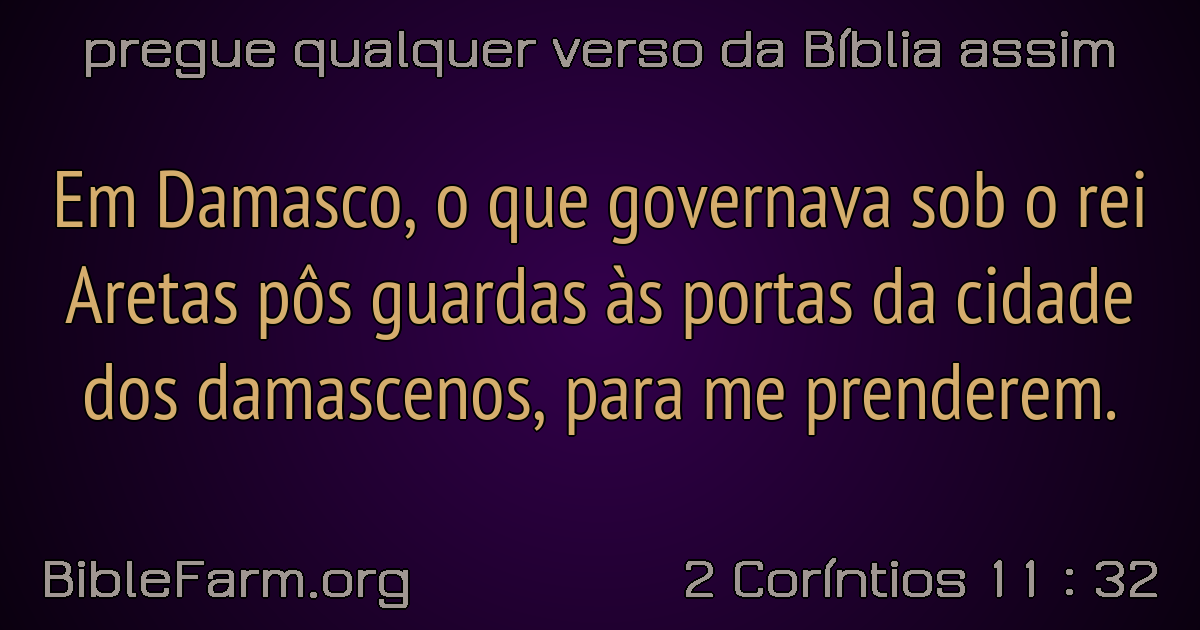 pregue qualquer verso da Bíblia assim
Em Damasco, o que governava sob o rei
Aretas pôs guardas às portas da cidade
dos damascenos, para me prenderem.
BibleFarm.org
2 Coríntios 11 : 32